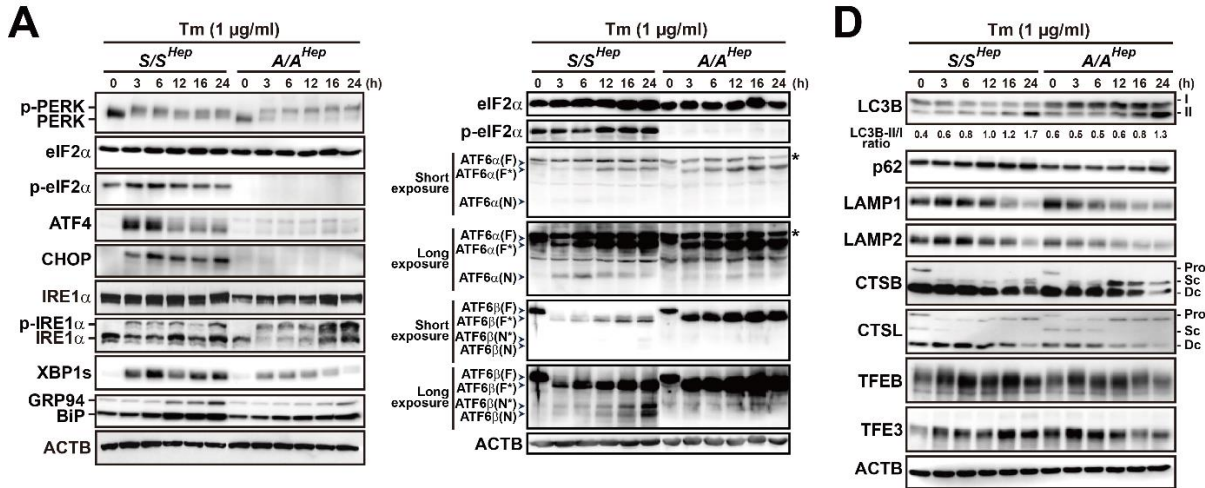 A
Tm (1 µg/ml)
S/S^Hep A/A^Hep
0 3 6 12 16 24 0 3 6 12 16 24 (h)
p-PERK
PERK
eIF2α
p-eIF2α
ATF4
CHOP
IRE1α
p-IRE1α
IRE1α
XBP1s
GRP94
BiP
ACTB
Tm (1 µg/ml)
S/S^Hep A/A^Hep
0 3 6 12 16 24 0 3 6 12 16 24 (h)
eIF2α
p-eIF2α
Short exposure
ATF6α(F) *
ATF6α(F*)
ATF6α(N)
Long exposure
ATF6α(F) *
ATF6α(F*)
ATF6α(N)
Short exposure
ATF6β(F)
ATF6β(F*)
ATF6β(N*)
ATF6β(N)
Long exposure
ATF6β(F)
ATF6β(F*)
ATF6β(N*)
ATF6β(N)
ACTB
D
Tm (1 µg/ml)
S/S^Hep A/A^Hep
0 3 6 12 16 24 0 3 6 12 16 24 (h)
LC3B I
II
LC3B-II/I ratio 0.4 0.6 0.8 1.0 1.2 1.7 0.6 0.5 0.5 0.6 0.8 1.3
p62
LAMP1
LAMP2
CTSB Pro
Sc
Dc
CTSL Pro
Sc
Dc
TFEB
TFE3
ACTB